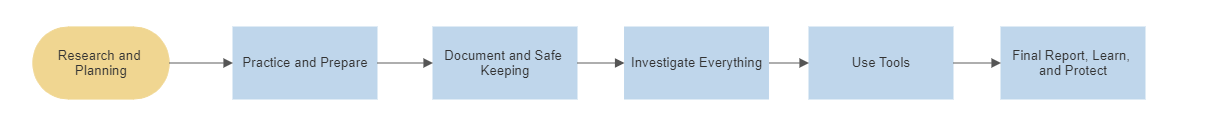 Research and
Planning
Practice and Prepare
Document and Safe
Keeping
Investigate Everything
Use Tools
Final Report, Learn,
and Protect